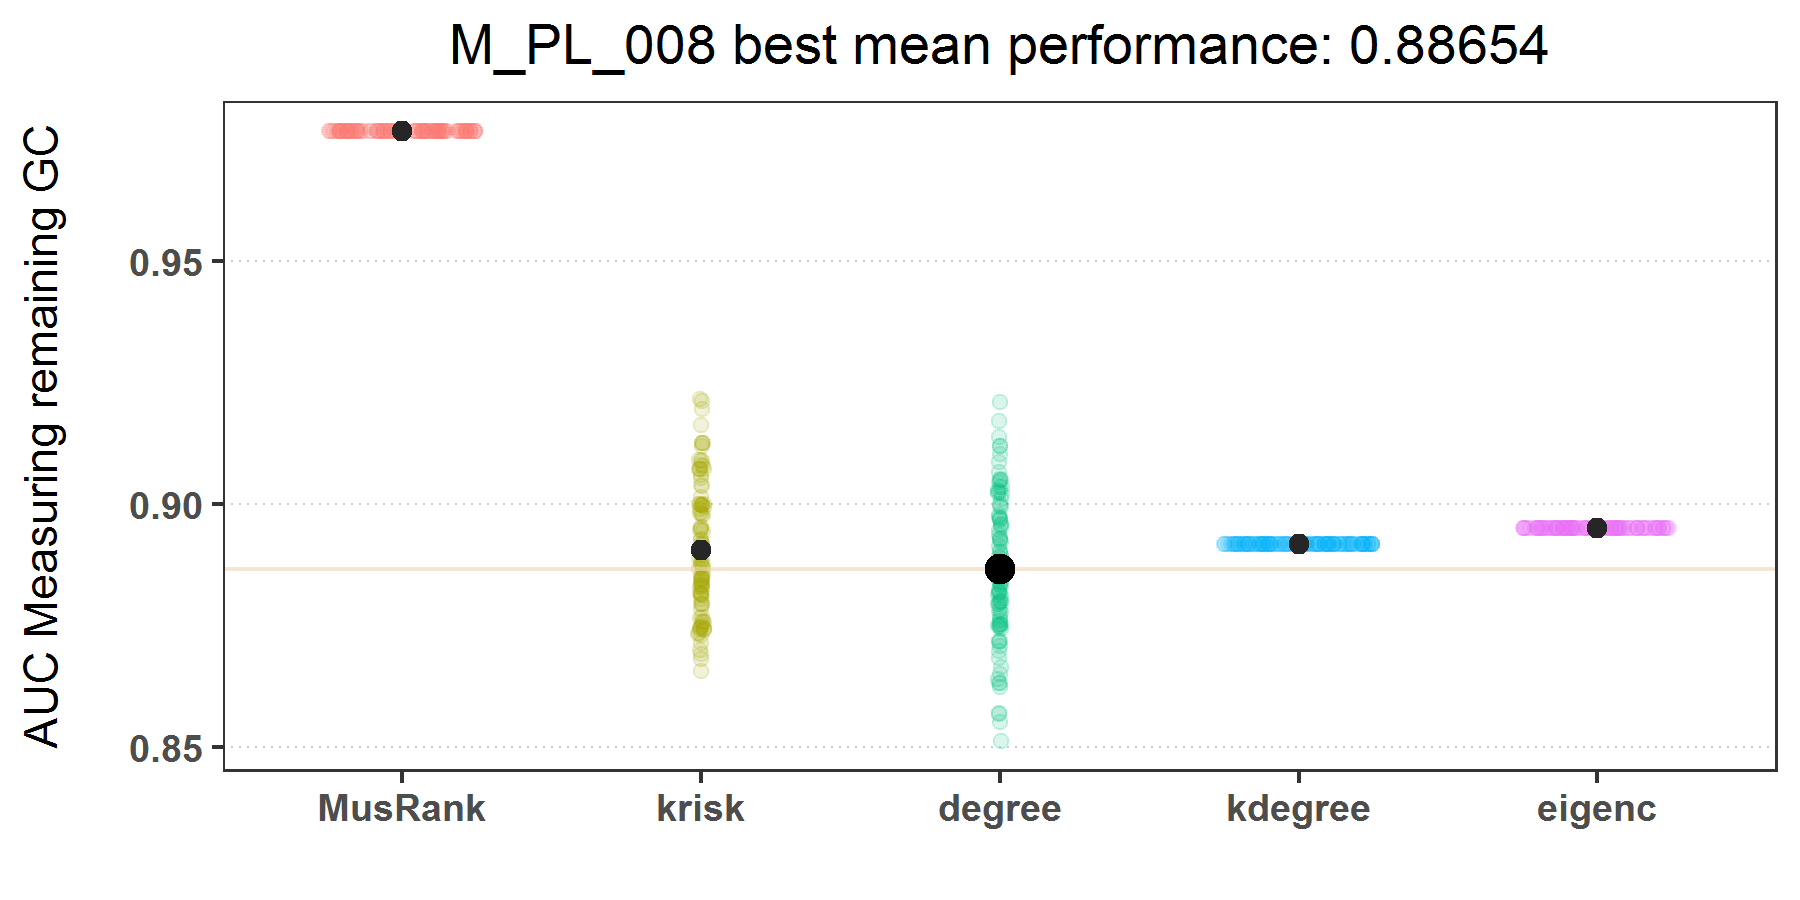 M_PL_008 best mean performance: 0.88654
AUC Measuring remaining GC
0.95
0.90
0.85
MusRank krisk degree kdegree eigenc